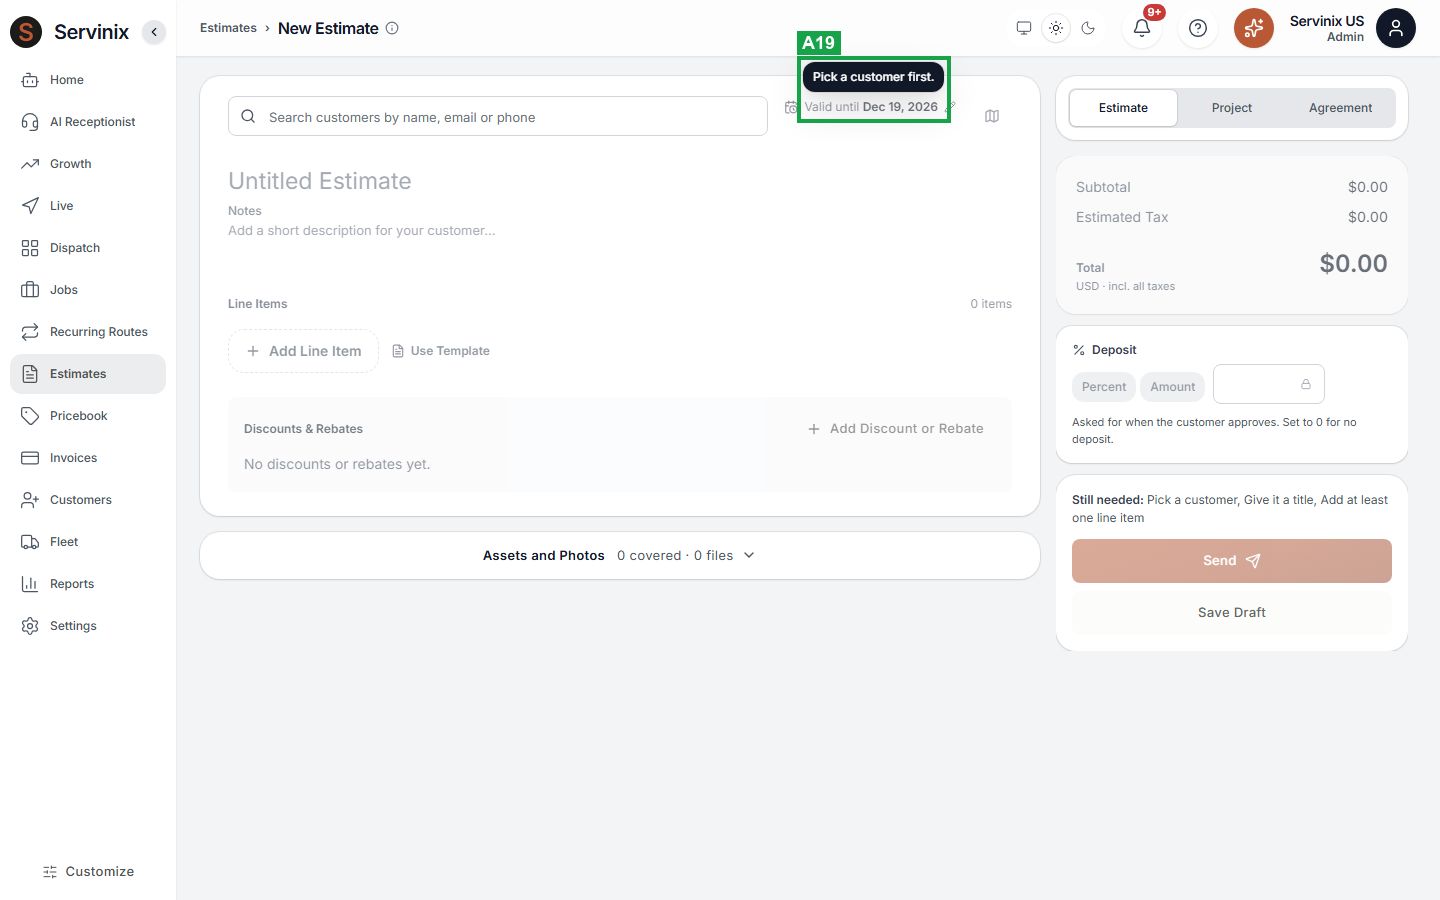 Servinix
Home
AI Receptionist
Growth
Live
Dispatch
Jobs
Recurring Routes
Estimates
Pricebook
Invoices
Customers
Fleet
Reports
Settings
Customize
Estimates › New Estimate
9+
Servinix US
Admin
A19
Pick a customer first.
Search customers by name, email or phone
Valid until Dec 19, 2026
Untitled Estimate
Notes
Add a short description for your customer...
Line Items
0 items
Add Line Item
Use Template
Discounts & Rebates
Add Discount or Rebate
No discounts or rebates yet.
Assets and Photos 0 covered · 0 files
Estimate
Project
Agreement
Subtotal $0.00
Estimated Tax $0.00
Total $0.00
USD · incl. all taxes
Deposit
Percent
Amount
Asked for when the customer approves. Set to 0 for no
deposit.
Still needed: Pick a customer, Give it a title, Add at least
one line item
Send
Save Draft